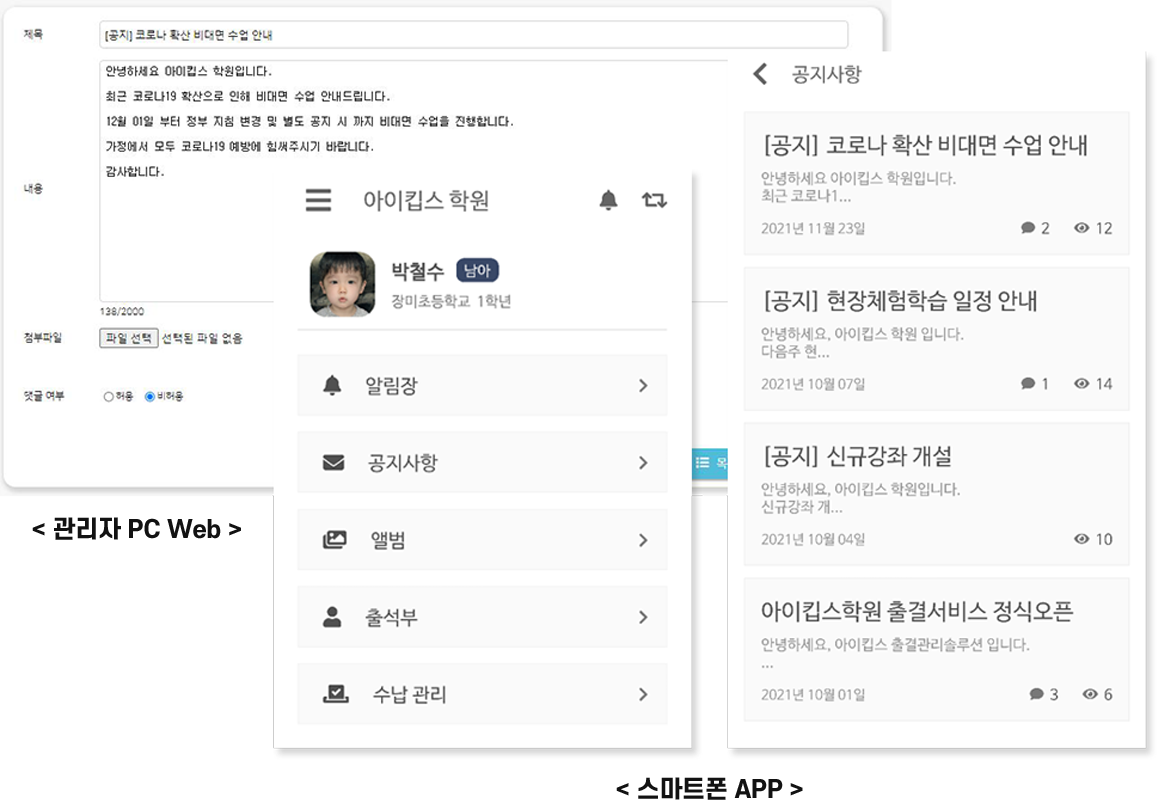 제목
[공지] 코로나 확산 비대면 수업 안내
내용
안녕하세요 아이킵스 학원입니다.
최근 코로나19 확산으로 인해 비대면 수업 안내드립니다.
12월 01일 부터 정부 지침 변경 및 별도 공지 시 까지 비대면 수업을 진행합니다.
가정에서 모두 코로나19 예방에 힘써주시기 바랍니다.
감사합니다.
138/2000
첨부파일
파일 선택 선택된 파일 없음
댓글 여부
허용 비허용
목
< 관리자 PC Web >
아이킵스 학원
박철수 남아
장미초등학교 1학년
알림장
공지사항
앨범
출석부
수납 관리
공지사항
[공지] 코로나 확산 비대면 수업 안내
안녕하세요 아이킵스 학원입니다.
최근 코로나1...
2021년 11월 23일 2 12
[공지] 현장체험학습 일정 안내
안녕하세요, 아이킵스 학원 입니다.
다음주 현...
2021년 10월 07일 1 14
[공지] 신규강좌 개설
안녕하세요, 아이킵스 학원입니다.
신규강좌 개...
2021년 10월 04일 10
아이킵스학원 출결서비스 정식오픈
안녕하세요, 아이킵스 출결관리솔루션 입니다.
...
2021년 10월 01일 3 6
< 스마트폰 APP >